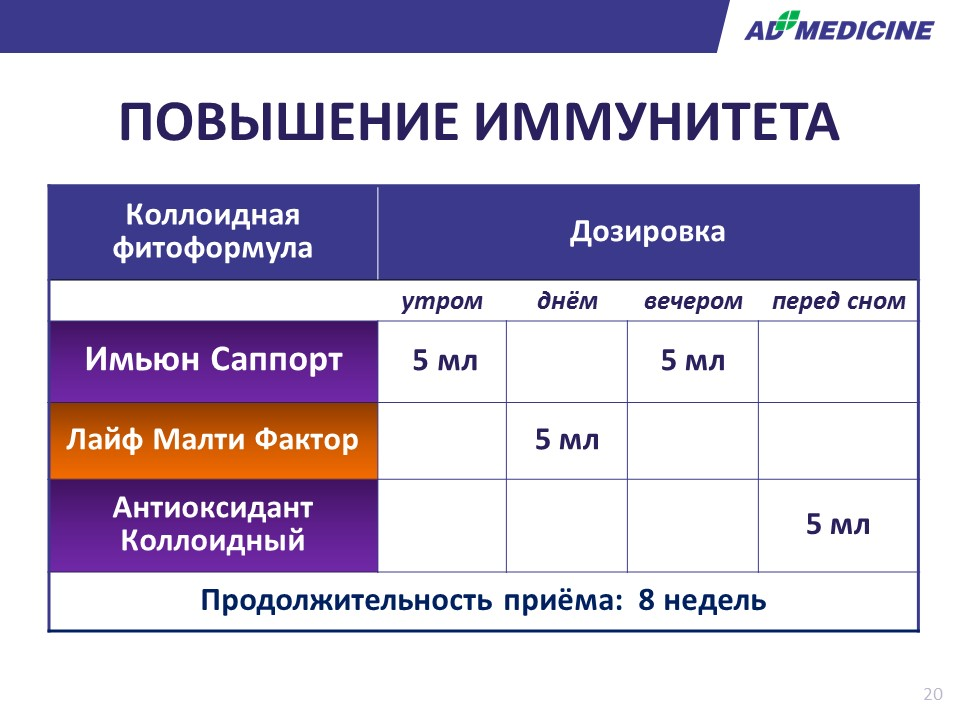 AD MEDICINE
ПОВЫШЕНИЕ ИММУНИТЕТА
Коллоидная
фитоформула
Дозировка
утром днём вечером перед сном
Имьюн Саппорт 5 мл 5 мл
Лайф Малти Фактор 5 мл
Антиоксидант
Коллоидный
5 мл
Продолжительность приёма: 8 недель
20